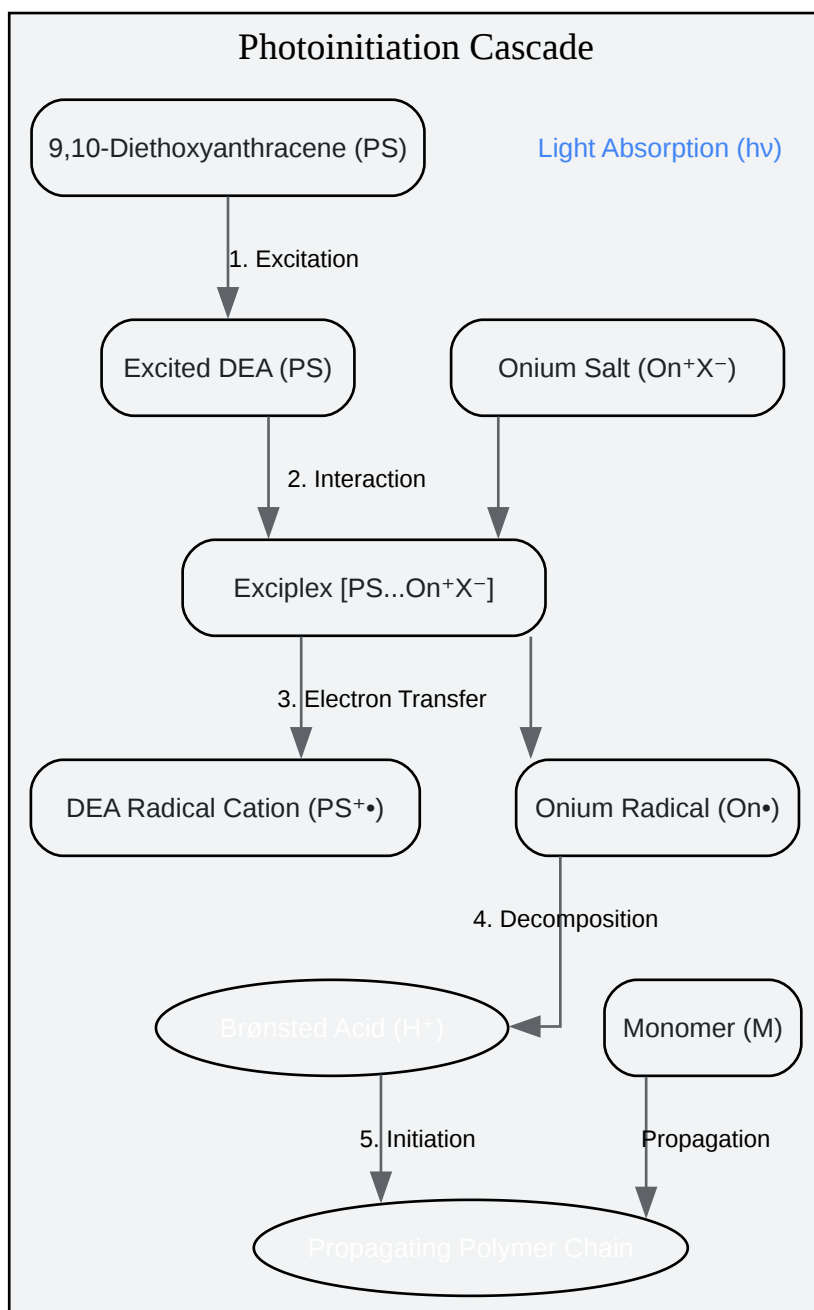 Photoinitiation Cascade
9,10-Diethoxyanthracene (PS)
Light Absorption (hν)
1. Excitation
Excited DEA (PS)
Onium Salt (On⁺X⁻)
2. Interaction
Exciplex [PS...On⁺X⁻]
3. Electron Transfer
DEA Radical Cation (PS⁺•)
Onium Radical (On•)
4. Decomposition
Brønsted Acid (H⁺)
Monomer (M)
5. Initiation
Propagation
Propagating Polymer Chain